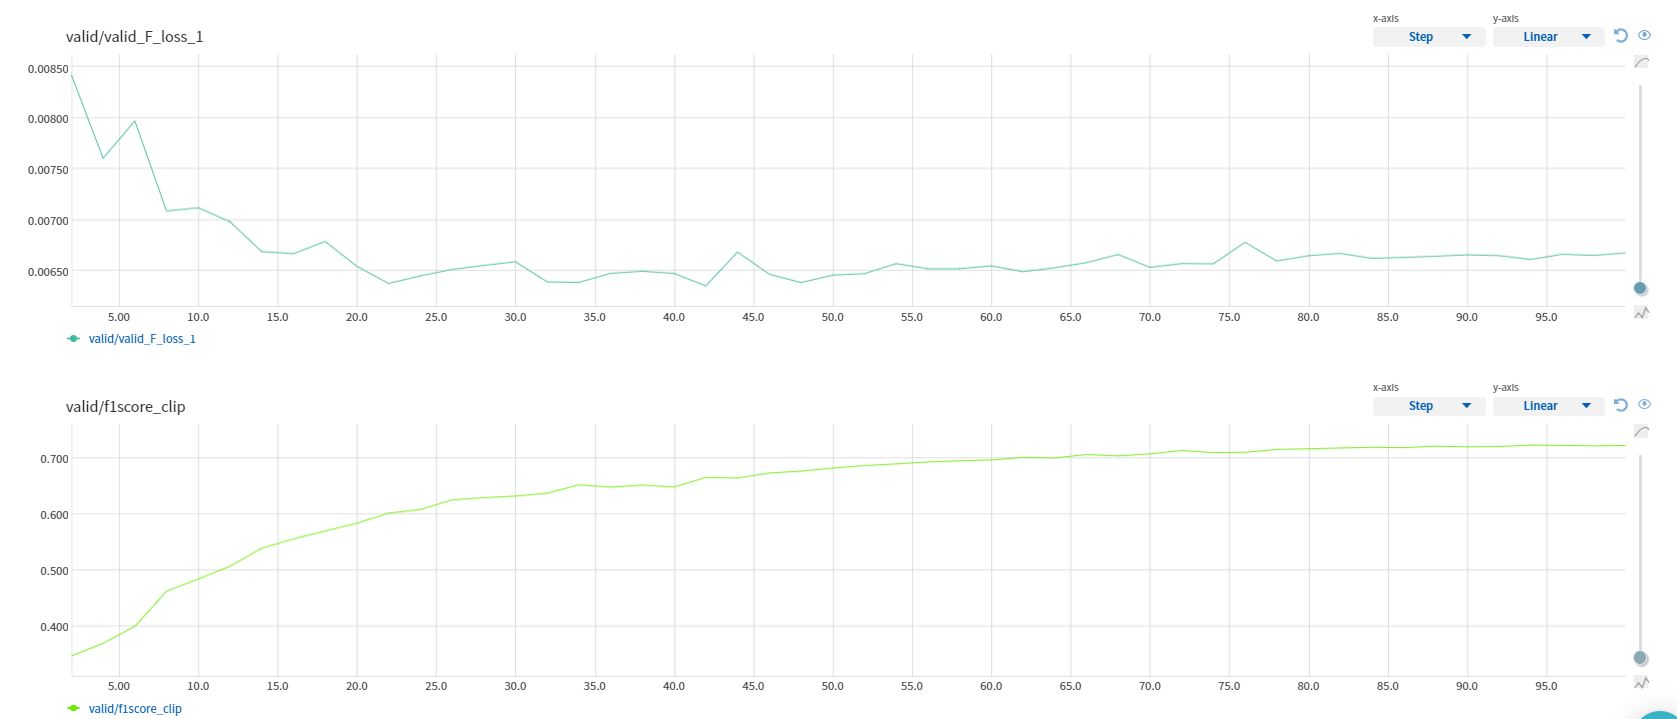 x-axis y-axis
valid/valid_F_loss_1 Step Linear
0.00850
0.00800
0.00750
0.00700
0.00650
5.00 10.0 15.0 20.0 25.0 30.0 35.0 40.0 45.0 50.0 55.0 60.0 65.0 70.0 75.0 80.0 85.0 90.0 95.0
valid/valid_F_loss_1
x-axis y-axis
valid/f1score_clip Step Linear
0.700
0.600
0.500
0.400
5.00 10.0 15.0 20.0 25.0 30.0 35.0 40.0 45.0 50.0 55.0 60.0 65.0 70.0 75.0 80.0 85.0 90.0 95.0
valid/f1score_clip